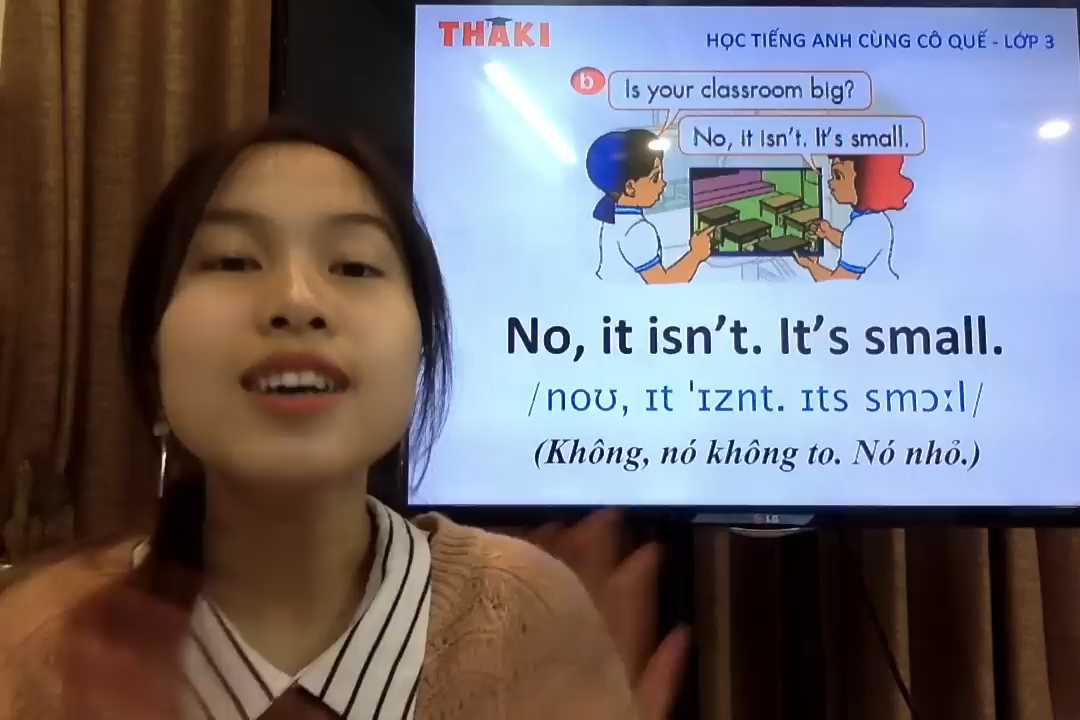 THAKI
HỌC TIẾNG ANH CÙNG CÔ QUẾ - LỚP 3
b
Is your classroom big?
No, it isn't. It's small.
No, it isn't. It's small.
/noʊ, ɪt ˈɪznt. ɪts smɔːl/
(Không, nó không to. Nó nhỏ.)
LG